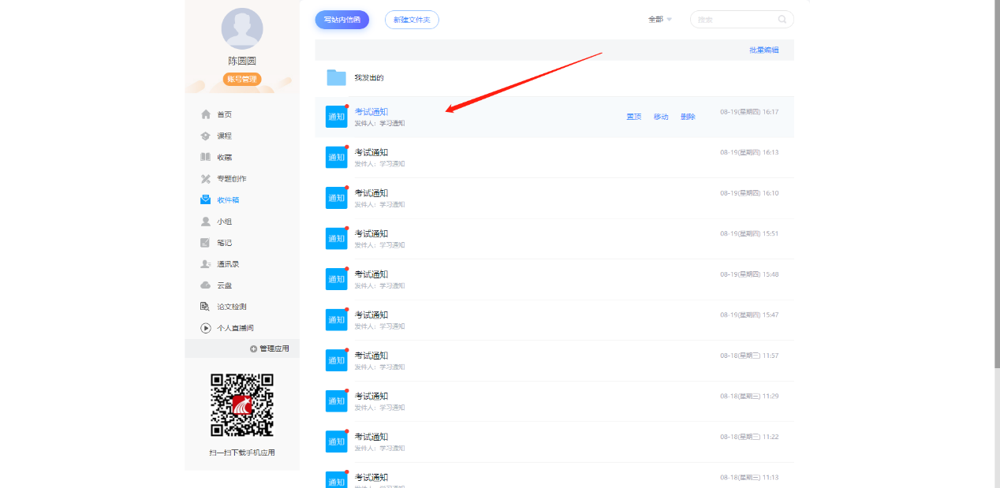 陈圆圆
账号管理
首页
课程
收藏
专题创作
收件箱
小组
笔记
通讯录
云盘
论文检测
个人直播间
管理应用
扫一扫下载手机应用
写站内信函
新建文件夹
全部
搜索
批量编辑
我发出的
通知
考试通知
发件人：学习通知
置顶 移动 删除
08-19(星期四) 16:17
通知
考试通知
发件人：学习通知
08-19(星期四) 16:13
通知
考试通知
发件人：学习通知
08-19(星期四) 16:10
通知
考试通知
发件人：学习通知
08-19(星期四) 15:51
通知
考试通知
发件人：学习通知
08-19(星期四) 15:48
通知
考试通知
发件人：学习通知
08-19(星期四) 15:47
通知
考试通知
发件人：学习通知
08-18(星期三) 11:57
通知
考试通知
发件人：学习通知
08-18(星期三) 11:29
通知
考试通知
发件人：学习通知
08-18(星期三) 11:22
通知
考试通知
发件人：学习通知
08-18(星期三) 11:13